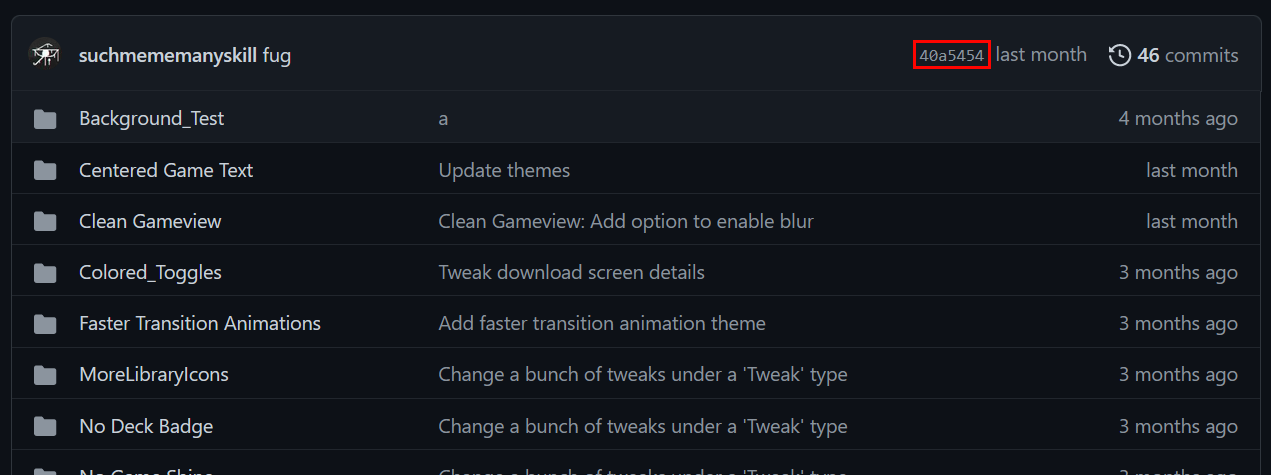 suchmememanyskill fug 40a5454 last month 46 commits
Background_Test a 4 months ago
Centered Game Text Update themes last month
Clean Gameview Clean Gameview: Add option to enable blur last month
Colored_Toggles Tweak download screen details 3 months ago
Faster Transition Animations Add faster transition animation theme 3 months ago
MoreLibraryIcons Change a bunch of tweaks under a 'Tweak' type 3 months ago
No Deck Badge Change a bunch of tweaks under a 'Tweak' type 3 months ago